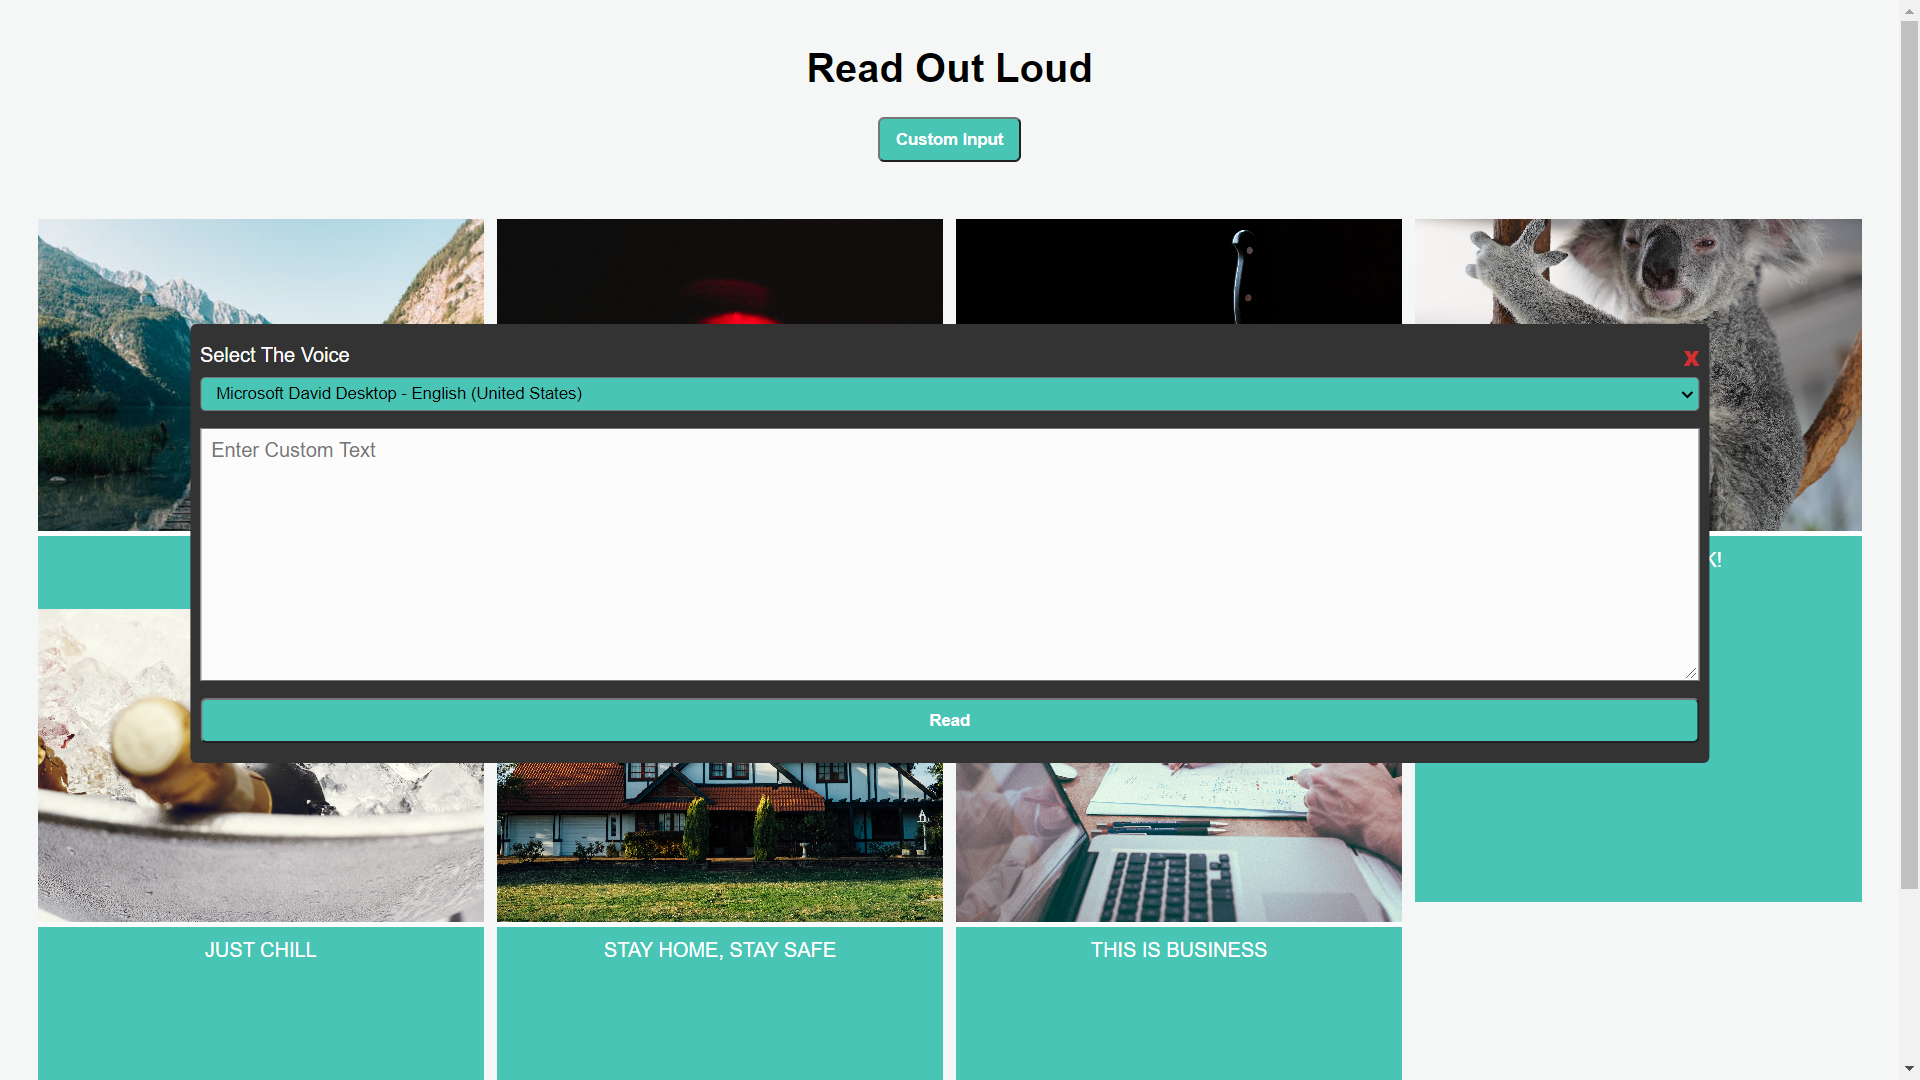 Read Out Loud
Custom Input
Select The Voice
X
Microsoft David Desktop - English (United States)
Enter Custom Text
Read
K!
JUST CHILL
STAY HOME, STAY SAFE
THIS IS BUSINESS